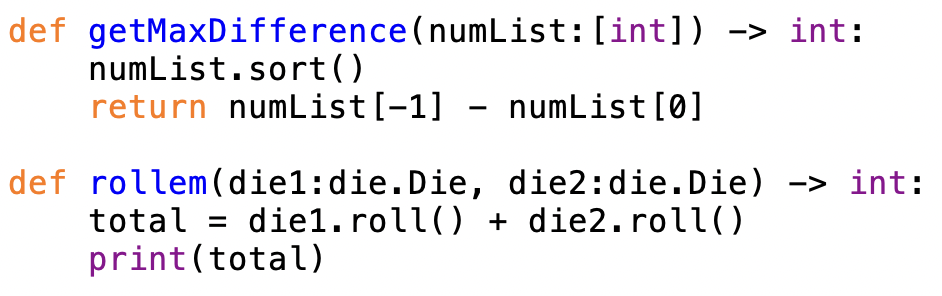 def getMaxDifference(numList:[int]) -> int:
    numList.sort()
    return numList[-1] - numList[0]

def rollem(die1:die.Die, die2:die.Die) -> int:
    total = die1.roll() + die2.roll()
    print(total)